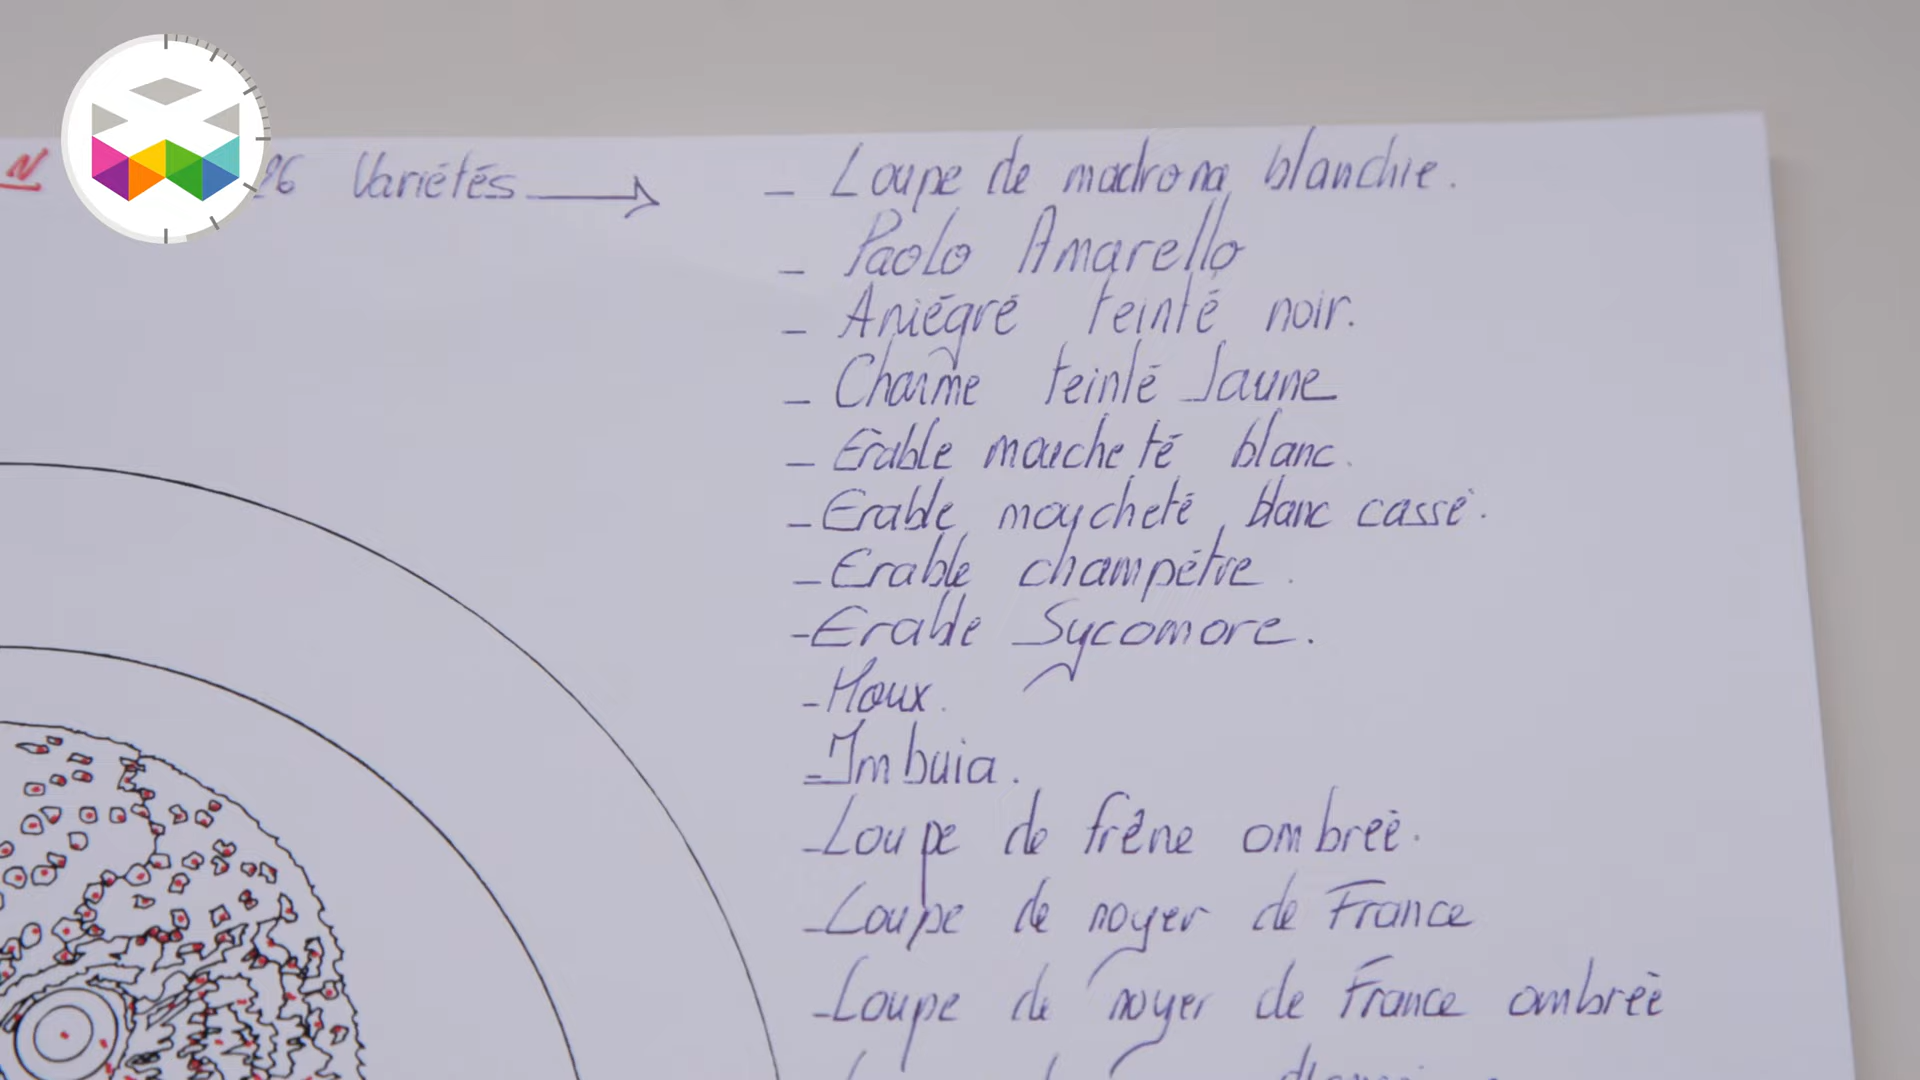 N 26 Variétés
- Loupe de madrona blanchie.
- Paolo Amarello
- Aniégré teinté noir.
- Charme teinté Jaune
- Erable moucheté blanc.
- Erable moucheté blanc cassé.
- Erable champêtre.
- Erable Sycomore.
- Houx.
- Imbuia.
- Loupe de frêne ombréé.
- Loupe de noyer de France
- Loupe de noyer de France ombréé